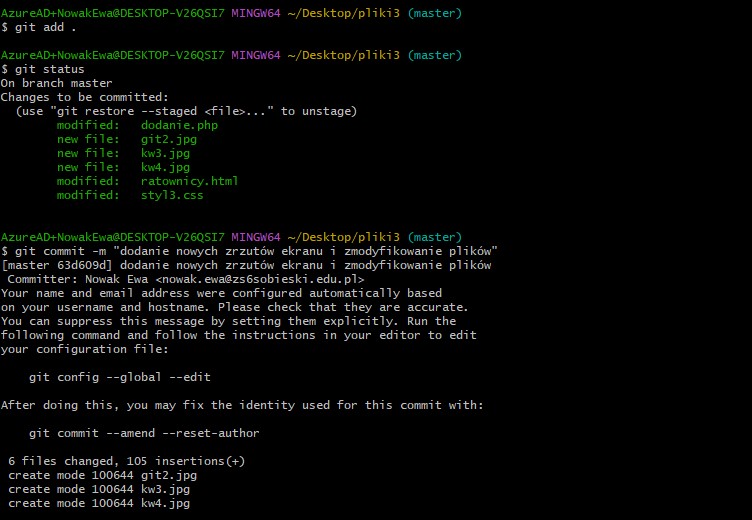 AzureAD+NowakEwa@DESKTOP-V26QSI7 MINGW64 ~/Desktop/pliki3 (master)
$ git add .
AzureAD+NowakEwa@DESKTOP-V26QSI7 MINGW64 ~/Desktop/pliki3 (master)
$ git status
On branch master
Changes to be committed:
  (use "git restore --staged <file>..." to unstage)
        modified:   dodanie.php
        new file:   git2.jpg
        new file:   kw3.jpg
        new file:   kw4.jpg
        modified:   ratownicy.html
        modified:   styl3.css
AzureAD+NowakEwa@DESKTOP-V26QSI7 MINGW64 ~/Desktop/pliki3 (master)
$ git commit -m "dodanie nowych zrzutów ekranu i zmodyfikowanie plików"
[master 63d609d] dodanie nowych zrzutów ekranu i zmodyfikowanie plików
 Committer: Nowak Ewa <nowak.ewa@zs6sobieski.edu.pl>
Your name and email address were configured automatically based
on your username and hostname. Please check that they are accurate.
You can suppress this message by setting them explicitly. Run the
following command and follow the instructions in your editor to edit
your configuration file:
    git config --global --edit
After doing this, you may fix the identity used for this commit with:
    git commit --amend --reset-author
 6 files changed, 105 insertions(+)
 create mode 100644 git2.jpg
 create mode 100644 kw3.jpg
 create mode 100644 kw4.jpg